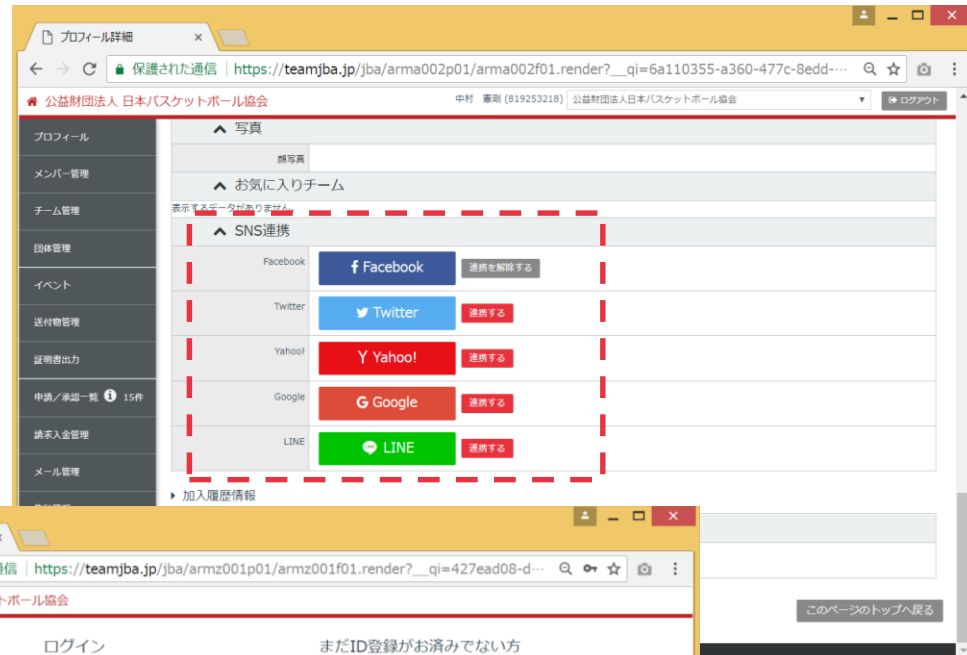 プロフィール詳細 ×
保護された通信 | https://teamjba.jp/jba/arma002p01/arma002f01.render?__qi=6a110355-a360-477c-8edd-…
公益財団法人 日本バスケットボール協会 中村 憲剛 (819253218) 公益財団法人日本バスケットボール協会 ログアウト
プロフィール
メンバー管理
チーム管理
団体管理
イベント
送付物管理
証明書出力
申請／承認一覧 15件
請求入金管理
メール管理
写真
顔写真
お気に入りチーム
表示するデータがありません。
SNS連携
Facebook Facebook 連携を解除する
Twitter Twitter 連携する
Yahoo! Y Yahoo! 連携する
Google G Google 連携する
LINE LINE 連携する
加入履歴情報
このページのトップへ戻る
通信 | https://teamjba.jp/jba/armz001p01/armz001f01.render?__qi=427ead08-d…
トボール協会
ログイン まだID登録がお済みでない方